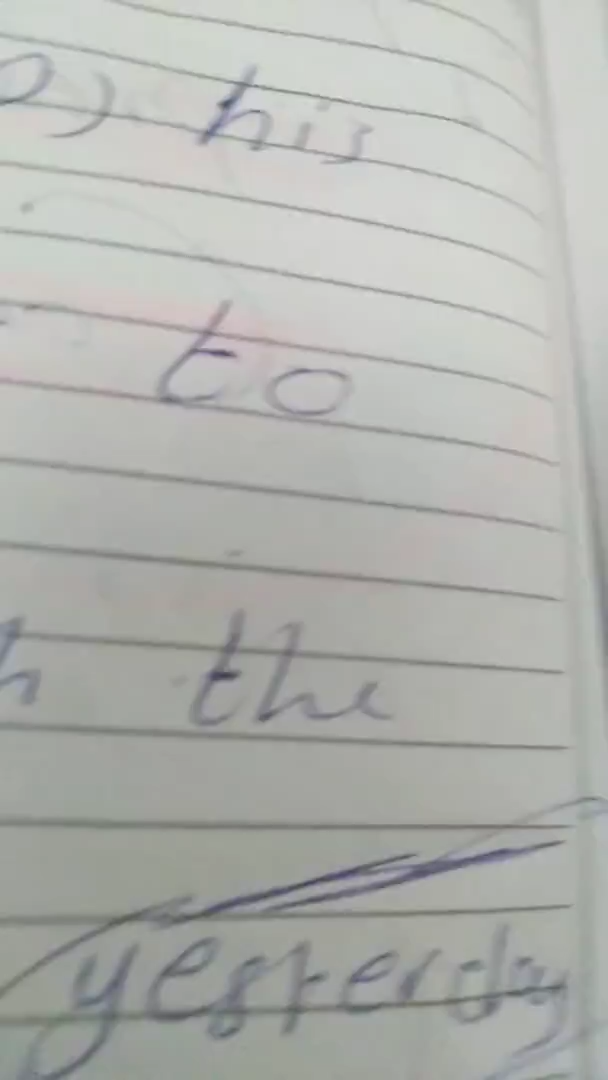 ) his
to
the
yesterday